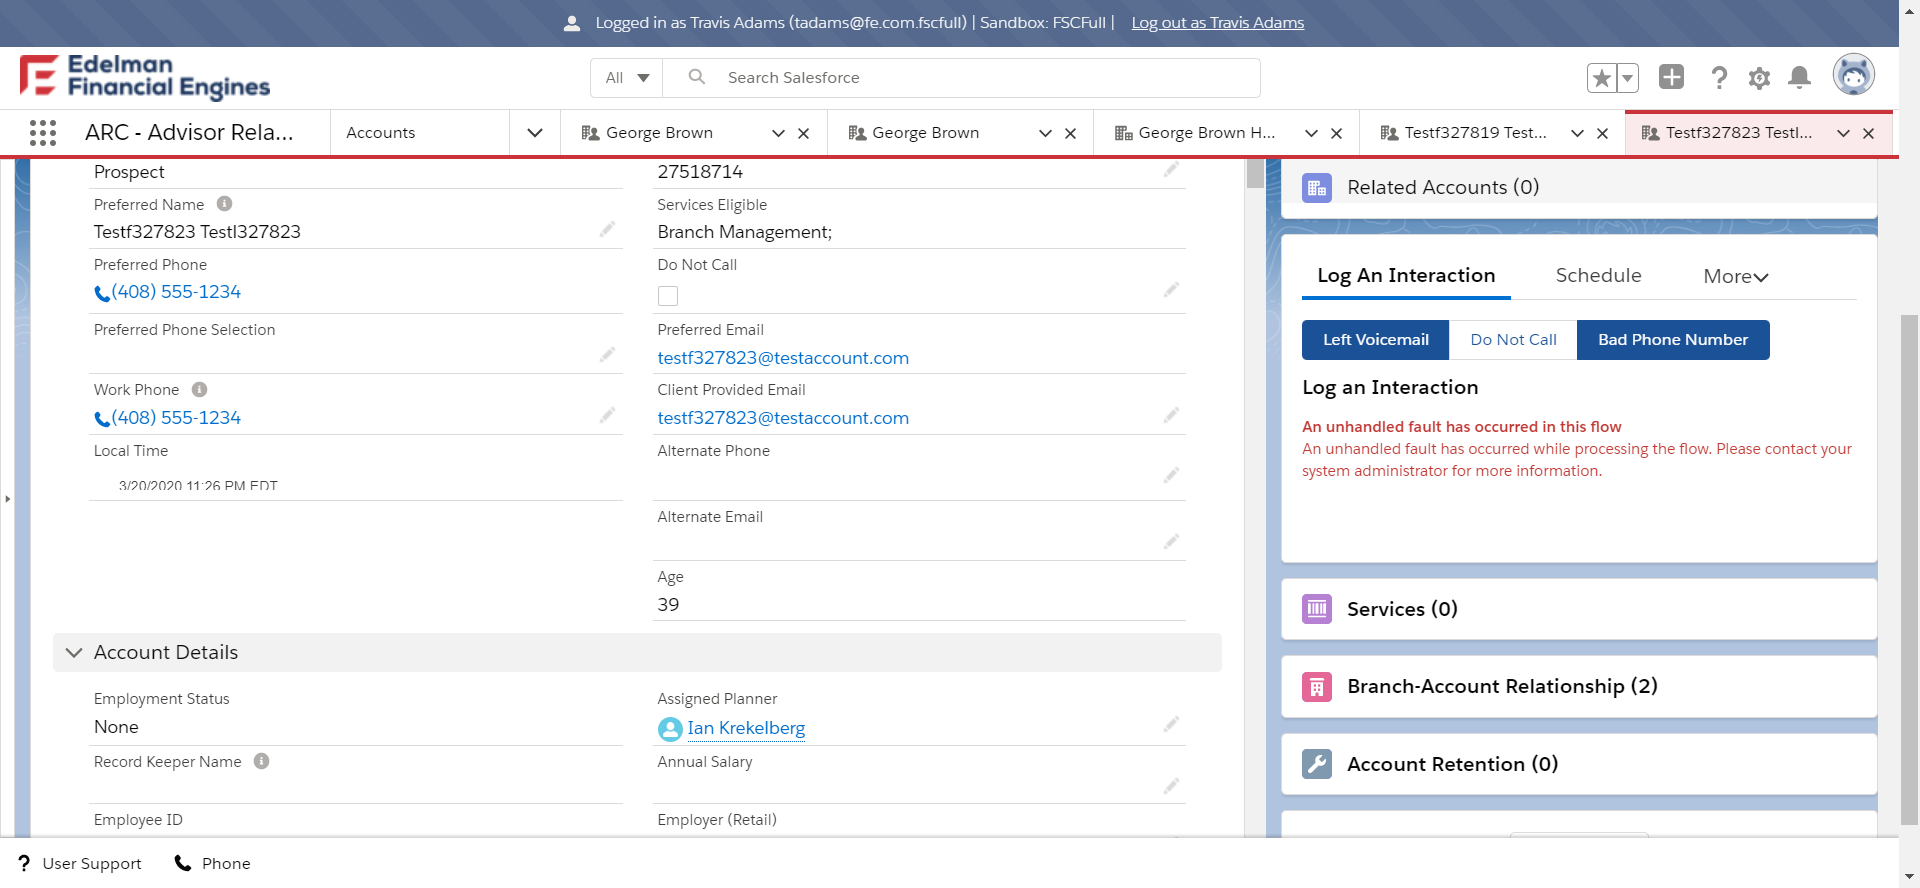 Logged in as Travis Adams (tadams@fe.com.fscfull) | Sandbox: FSCFull | Log out as Travis Adams
Edelman
Financial Engines
All
Search Salesforce
ARC - Advisor Rela...
Accounts
George Brown
George Brown
George Brown H...
Testf327819 Test...
Testf327823 Testl...
Prospect
27518714
Preferred Name
Testf327823 Testl327823
Services Eligible
Branch Management;
Preferred Phone
(408) 555-1234
Do Not Call
Preferred Phone Selection
Preferred Email
testf327823@testaccount.com
Work Phone
(408) 555-1234
Client Provided Email
testf327823@testaccount.com
Local Time
3/20/2020 11:26 PM EDT
Alternate Phone
Alternate Email
Age
39
Account Details
Employment Status
None
Assigned Planner
Ian Krekelberg
Record Keeper Name
Annual Salary
Employee ID
Employer (Retail)
Related Accounts (0)
Log An Interaction
Schedule
More
Left Voicemail
Do Not Call
Bad Phone Number
Log an Interaction
An unhandled fault has occurred in this flow
An unhandled fault has occurred while processing the flow. Please contact your
system administrator for more information.
Services (0)
Branch-Account Relationship (2)
Account Retention (0)
User Support
Phone